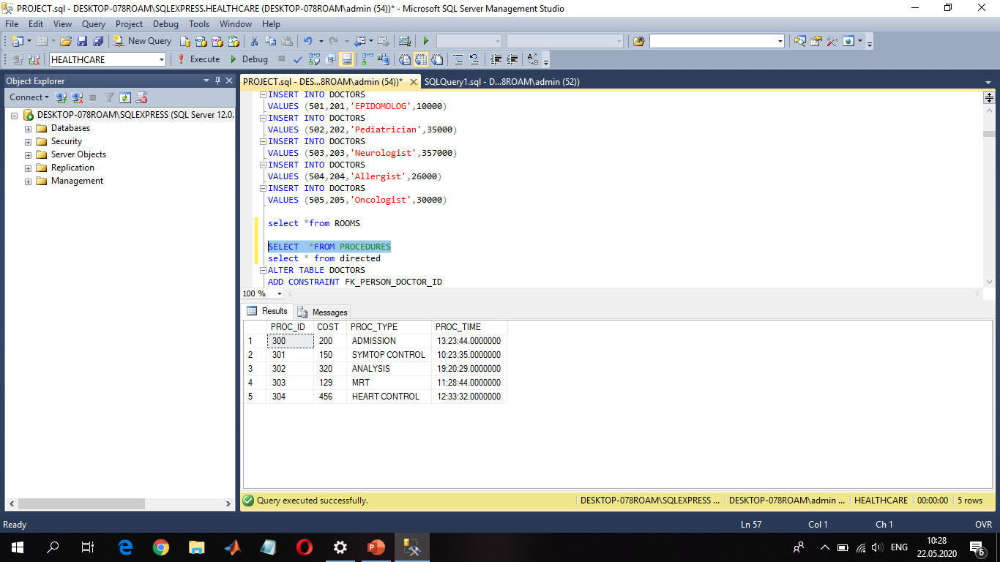 PROJECT.sql - DESKTOP-078ROAM\SQLEXPRESS.HEALTHCARE (DESKTOP-078ROAM\admin (54))* - Microsoft SQL Server Management Studio
File Edit View Query Project Debug Tools Window Help
New Query
HEALTHCARE Execute Debug
Object Explorer
Connect
DESKTOP-078ROAM\SQLEXPRESS (SQL Server 12.0.
Databases
Security
Server Objects
Replication
Management
PROJECT.sql - DES...8ROAM\admin (54))* SQLQuery1.sql - D...8ROAM\admin (52))
INSERT INTO DOCTORS
VALUES (501,201,'EPIDOMOLOG',10000)
INSERT INTO DOCTORS
VALUES (502,202,'Pediatrician',35000)
INSERT INTO DOCTORS
VALUES (503,203,'Neurologist',357000)
INSERT INTO DOCTORS
VALUES (504,204,'Allergist',26000)
INSERT INTO DOCTORS
VALUES (505,205,'Oncologist',30000)
select *from ROOMS
SELECT  *FROM PROCEDURES
select * from directed
ALTER TABLE DOCTORS
ADD CONSTRAINT FK_PERSON_DOCTOR_ID
100 %
Results Messages
PROC_ID COST PROC_TYPE PROC_TIME
1 300 200 ADMISSION 13:23:44.0000000
2 301 150 SYMTOP CONTROL 10:23:35.0000000
3 302 320 ANALYSIS 19:20:29.0000000
4 303 129 MRT 11:28:44.0000000
5 304 456 HEART CONTROL 12:33:32.0000000
Query executed successfully. DESKTOP-078ROAM\SQLEXPRESS ... DESKTOP-078ROAM\admin ... HEALTHCARE 00:00:00 5 rows
Ready Ln 57 Col 1 Ch 1 OVR
ENG 10:28
22.05.2020
6